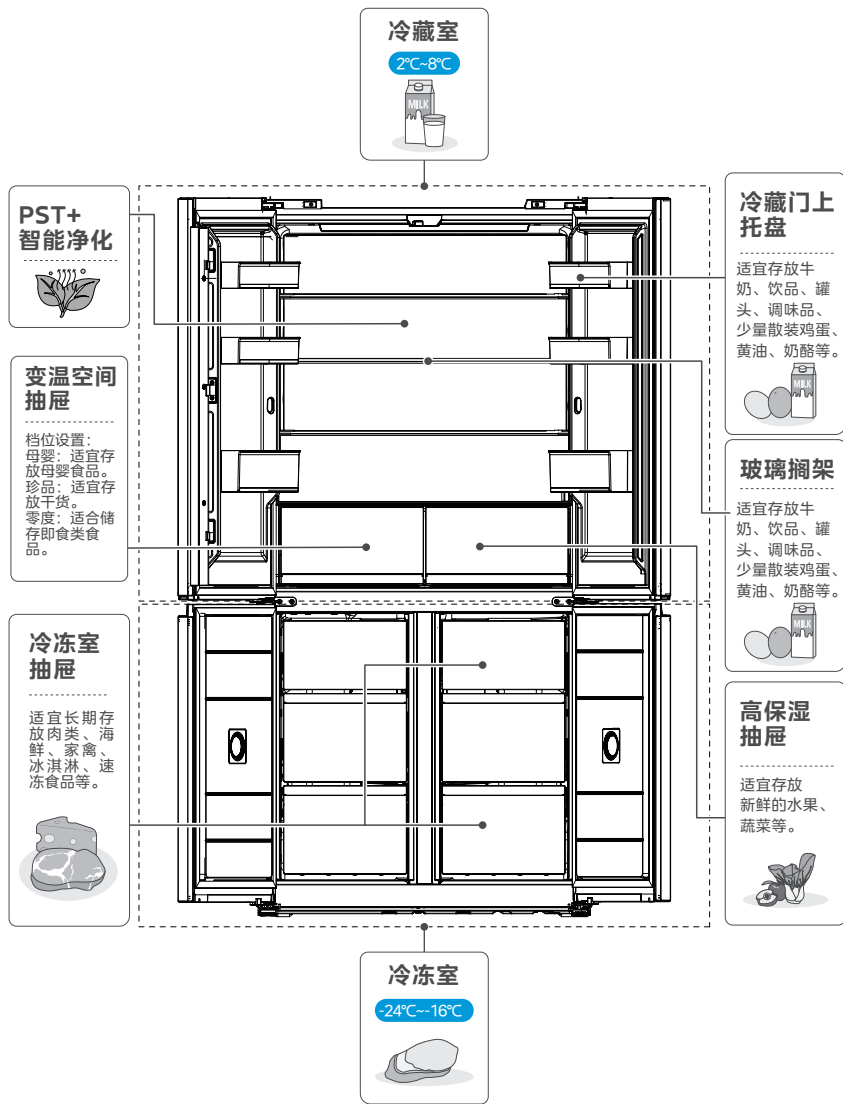 冷藏室
2℃~8℃
MILK
PST+
智能净化
冷藏门上
托盘
适宜存放牛
奶、饮品、罐
头、调味品、
少量散装鸡蛋、
黄油、奶酪等。
MILK
变温空间
抽屉
档位设置：
母婴：适宜存
放母婴食品。
珍品：适宜存
放干货。
零度：适合储
存即食类食
品。
玻璃搁架
适宜存放牛
奶、饮品、罐
头、调味品、
少量散装鸡蛋、
黄油、奶酪等。
MILK
冷冻室
抽屉
适宜长期存
放肉类、海
鲜、家禽、
冰淇淋、速
冻食品等。
高保湿
抽屉
适宜存放
新鲜的水果、
蔬菜等。
冷冻室
-24℃~-16℃